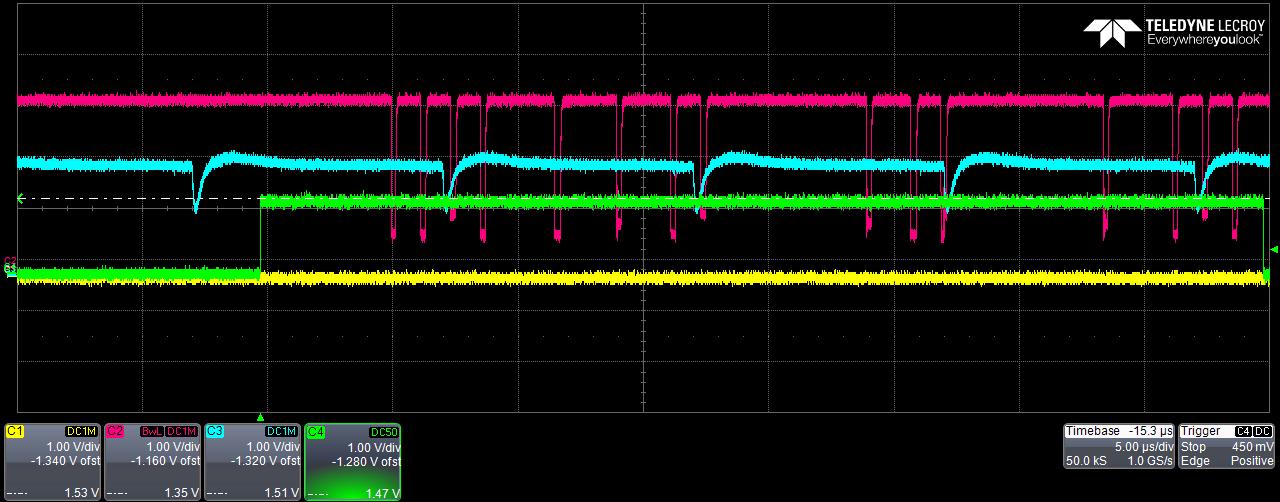 TELEDYNE LECROY
Everywhereyoulook
C1 DC1M
1.00 V/div
-1.340 V ofst
1.53 V
C2 BwL DC1M
1.00 V/div
-1.160 V ofst
1.35 V
C3 DC1M
1.00 V/div
-1.320 V ofst
1.51 V
C4 DC50
1.00 V/div
-1.280 V ofst
1.47 V
Timebase -15.3 µs
5.00 µs/div
50.0 kS 1.0 GS/s
Trigger C4 DC
Stop 450 mV
Edge Positive